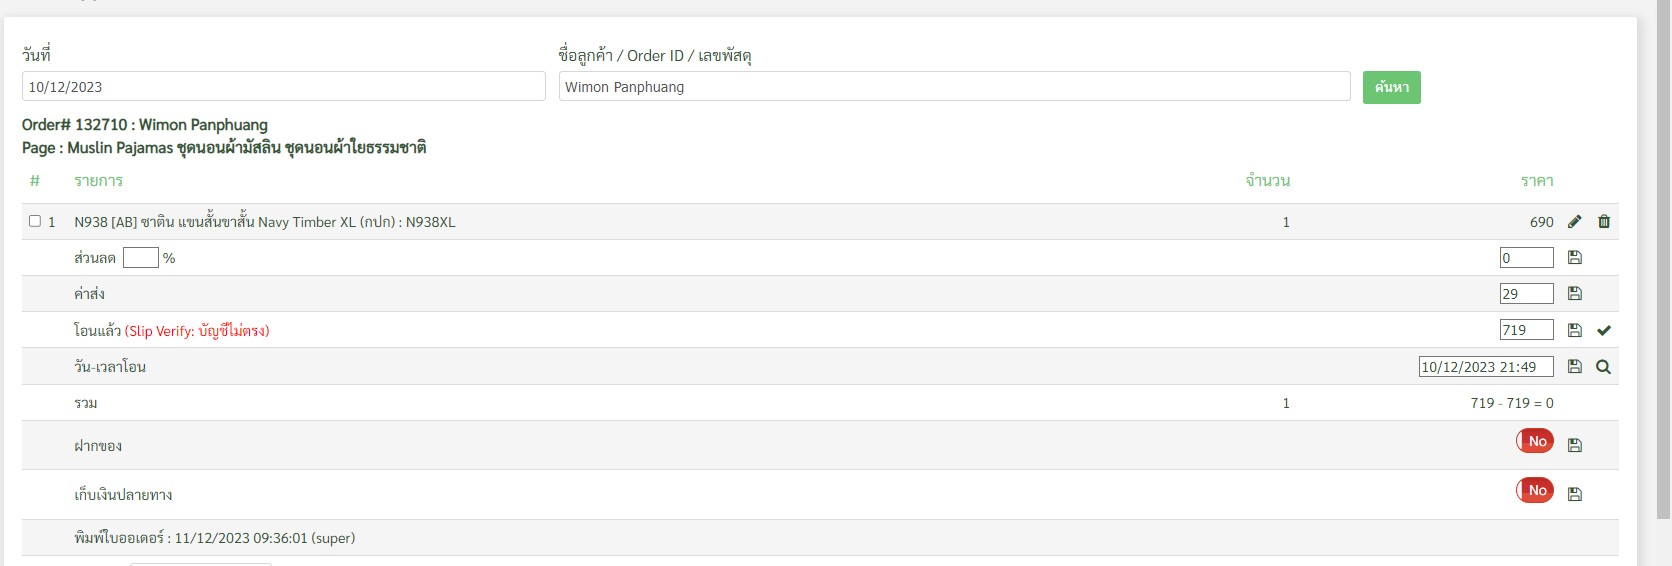 วันที่
ชื่อลูกค้า / Order ID / เลขพัสดุ
10/12/2023
Wimon Panphuang
ค้นหา
Order# 132710 : Wimon Panphuang
Page : Muslin Pajamas ชุดนอนผ้ามัสลิน ชุดนอนผ้าใยธรรมชาติ
# รายการ จำนวน ราคา
1 N938 [AB] ซาติน แขนสั้นขาสั้น Navy Timber XL (กปก) : N938XL 1 690
ส่วนลด % 0
ค่าส่ง 29
โอนแล้ว (Slip Verify: บัญชีไม่ตรง) 719
วัน-เวลาโอน 10/12/2023 21:49
รวม 1 719 - 719 = 0
ฝากของ No
เก็บเงินปลายทาง No
พิมพ์ใบออเดอร์ : 11/12/2023 09:36:01 (super)